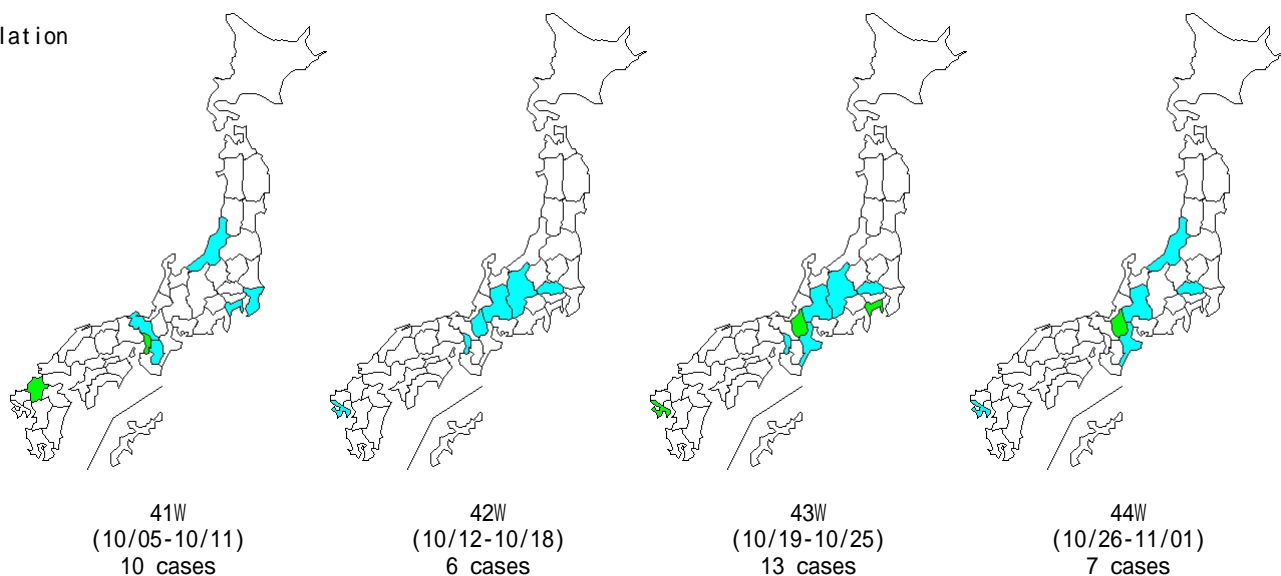 lation
41W
(10/05-10/11)
10 cases
42W
(10/12-10/18)
6 cases
43W
(10/19-10/25)
13 cases
44W
(10/26-11/01)
7 cases